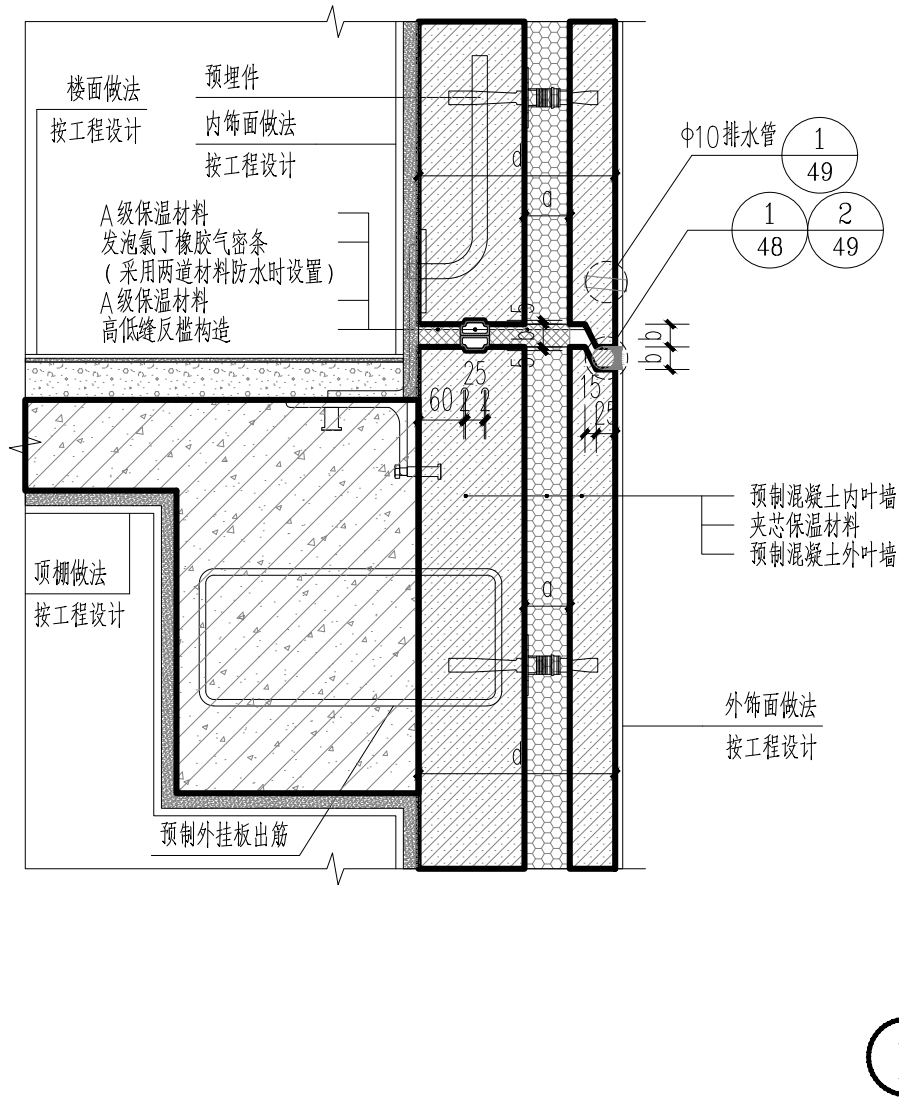 楼面做法
按工程设计
预埋件
内饰面做法
按工程设计
A级保温材料
发泡氯丁橡胶气密条
(采用两道材料防水时设置)
A级保温材料
高低缝反槛构造
Φ10排水管
1
49
1
48
2
49
d
a
5
b
5
b
b
60
25
15
25
预制混凝土内叶墙
夹芯保温材料
预制混凝土外叶墙
顶棚做法
按工程设计
a
外饰面做法
按工程设计
d
预制外挂板出筋